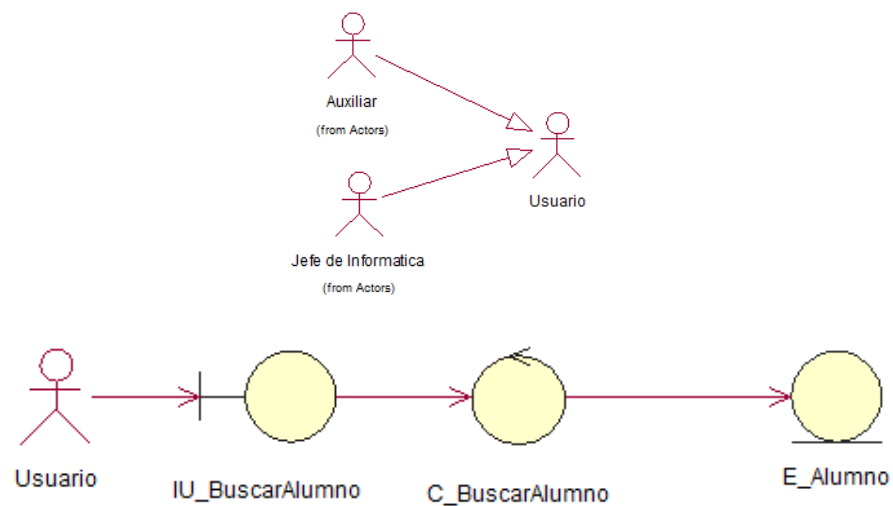 Auxiliar
(from Actors)
Usuario
Jefe de Informatica
(from Actors)
Usuario
IU_BuscarAlumno
C_BuscarAlumno
E_Alumno